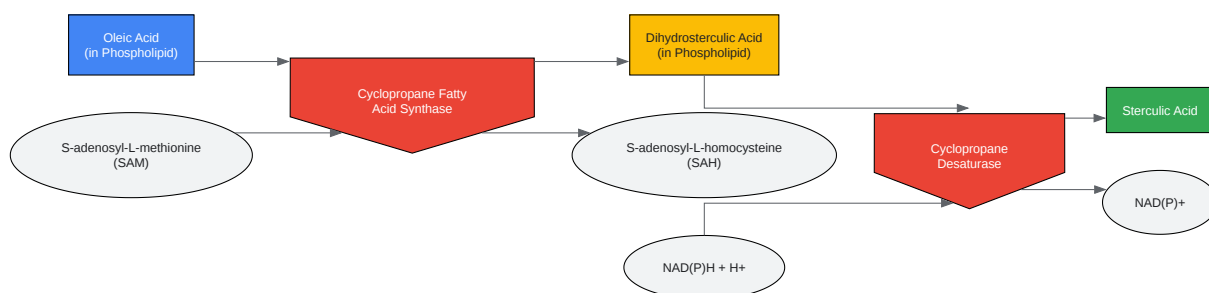 Oleic Acid
(in Phospholipid)
Dihydrosterculic Acid
(in Phospholipid)
Cyclopropane Fatty
Acid Synthase
Sterculic Acid
S-adenosyl-L-methionine
(SAM)
S-adenosyl-L-homocysteine
(SAH)
Cyclopropane
Desaturase
NAD(P)+
NAD(P)H + H+